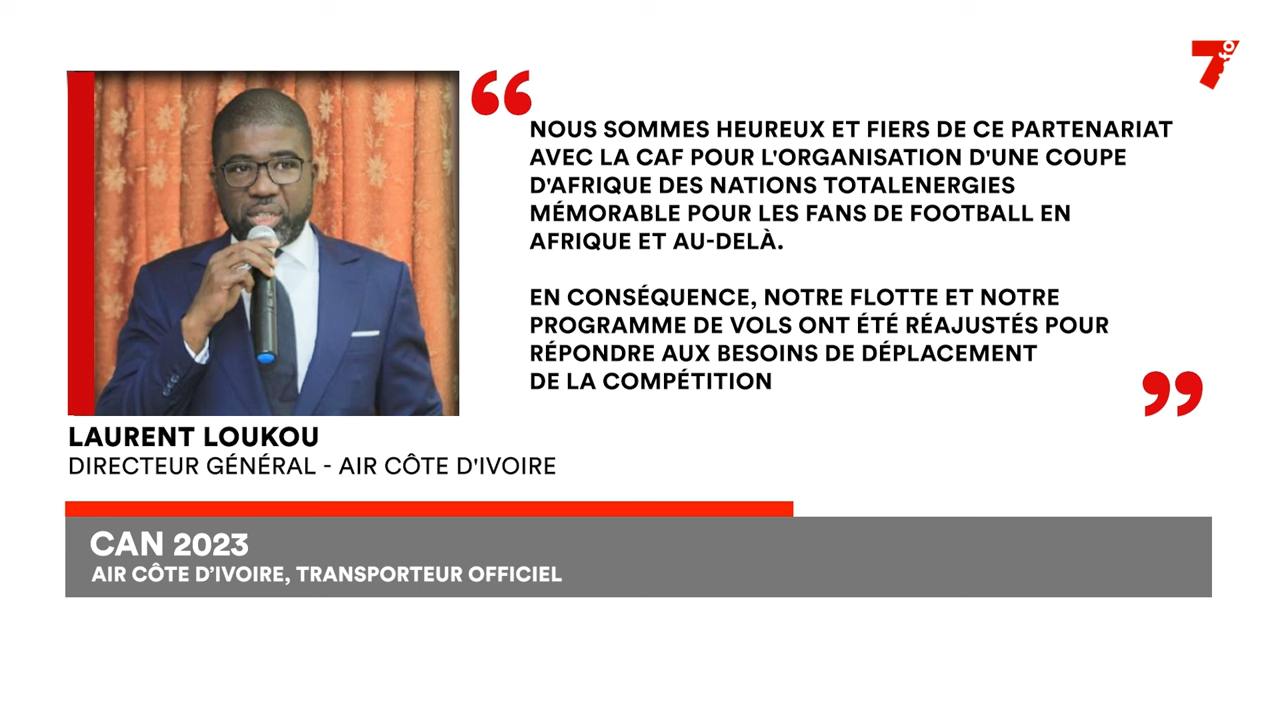 7
fo
NOUS SOMMES HEUREUX ET FIERS DE CE PARTENARIAT
AVEC LA CAF POUR L'ORGANISATION D'UNE COUPE
D'AFRIQUE DES NATIONS TOTALENERGIES
MÉMORABLE POUR LES FANS DE FOOTBALL EN
AFRIQUE ET AU-DELÀ.
EN CONSÉQUENCE, NOTRE FLOTTE ET NOTRE
PROGRAMME DE VOLS ONT ÉTÉ RÉAJUSTÉS POUR
RÉPONDRE AUX BESOINS DE DÉPLACEMENT
DE LA COMPÉTITION
LAURENT LOUKOU
DIRECTEUR GÉNÉRAL - AIR CÔTE D'IVOIRE
CAN 2023
AIR CÔTE D’IVOIRE, TRANSPORTEUR OFFICIEL